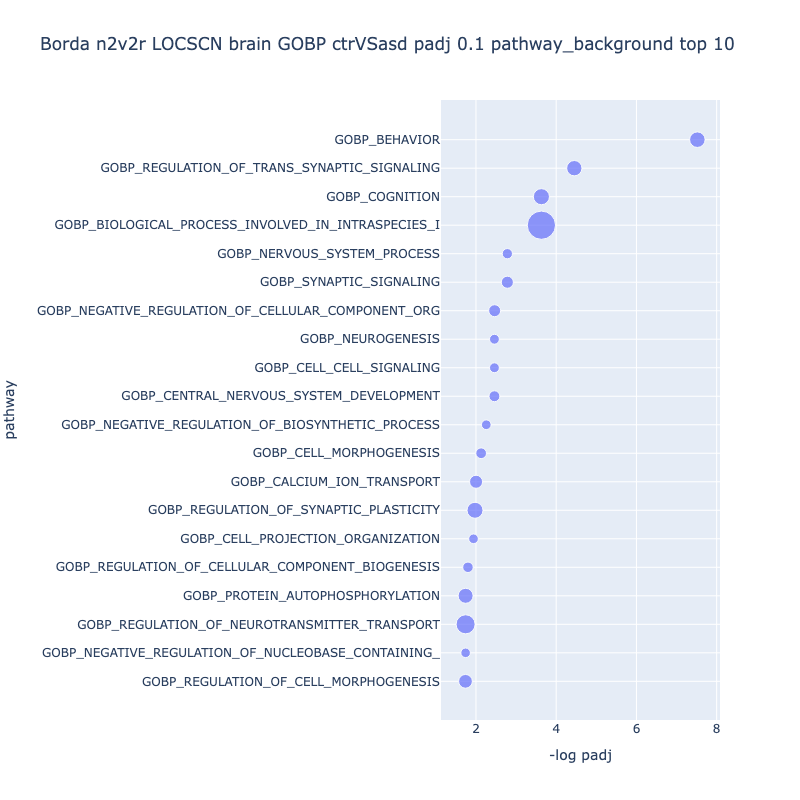 Borda n2v2r LOCSCN brain GOBP ctrVSasd padj 0.1 pathway_background top 10
GOBP_BEHAVIOR
GOBP_REGULATION_OF_TRANS_SYNAPTIC_SIGNALING
GOBP_COGNITION
GOBP_BIOLOGICAL_PROCESS_INVOLVED_IN_INTRASPECIES_I
GOBP_NERVOUS_SYSTEM_PROCESS
GOBP_SYNAPTIC_SIGNALING
GOBP_NEGATIVE_REGULATION_OF_CELLULAR_COMPONENT_ORG
GOBP_NEUROGENESIS
GOBP_CELL_CELL_SIGNALING
GOBP_CENTRAL_NERVOUS_SYSTEM_DEVELOPMENT
GOBP_NEGATIVE_REGULATION_OF_BIOSYNTHETIC_PROCESS
GOBP_CELL_MORPHOGENESIS
GOBP_CALCIUM_ION_TRANSPORT
GOBP_REGULATION_OF_SYNAPTIC_PLASTICITY
GOBP_CELL_PROJECTION_ORGANIZATION
GOBP_REGULATION_OF_CELLULAR_COMPONENT_BIOGENESIS
GOBP_PROTEIN_AUTOPHOSPHORYLATION
GOBP_REGULATION_OF_NEUROTRANSMITTER_TRANSPORT
GOBP_NEGATIVE_REGULATION_OF_NUCLEOBASE_CONTAINING_
GOBP_REGULATION_OF_CELL_MORPHOGENESIS
pathway
2 4 6 8
-log padj